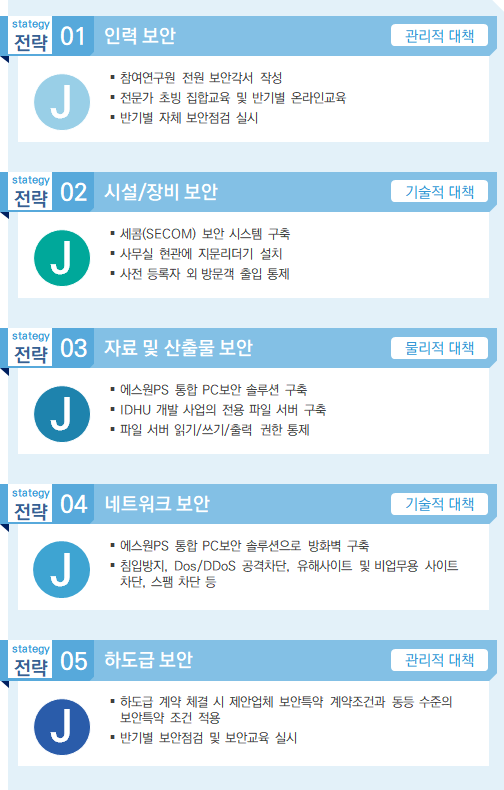 stategy
전략 01 인력 보안 관리적 대책
J
▪ 참여연구원 전원 보안각서 작성
▪ 전문가 초빙 집합교육 및 반기별 온라인교육
▪ 반기별 자체 보안점검 실시
stategy
전략 02 시설/장비 보안 기술적 대책
J
▪ 세콤(SECOM) 보안 시스템 구축
▪ 사무실 현관에 지문리더기 설치
▪ 사전 등록자 외 방문객 출입 통제
stategy
전략 03 자료 및 산출물 보안 물리적 대책
J
▪ 에스원PS 통합 PC보안 솔루션 구축
▪ IDHU 개발 사업의 전용 파일 서버 구축
▪ 파일 서버 읽기/쓰기/출력 권한 통제
stategy
전략 04 네트워크 보안 기술적 대책
J
▪ 에스원PS 통합 PC보안 솔루션으로 방화벽 구축
▪ 침입방지, Dos/DDoS 공격차단, 유해사이트 및 비업무용 사이트
차단, 스팸 차단 등
stategy
전략 05 하도급 보안 관리적 대책
J
▪ 하도급 계약 체결 시 제안업체 보안특약 계약조건과 동등 수준의
보안특약 조건 적용
▪ 반기별 보안점검 및 보안교육 실시